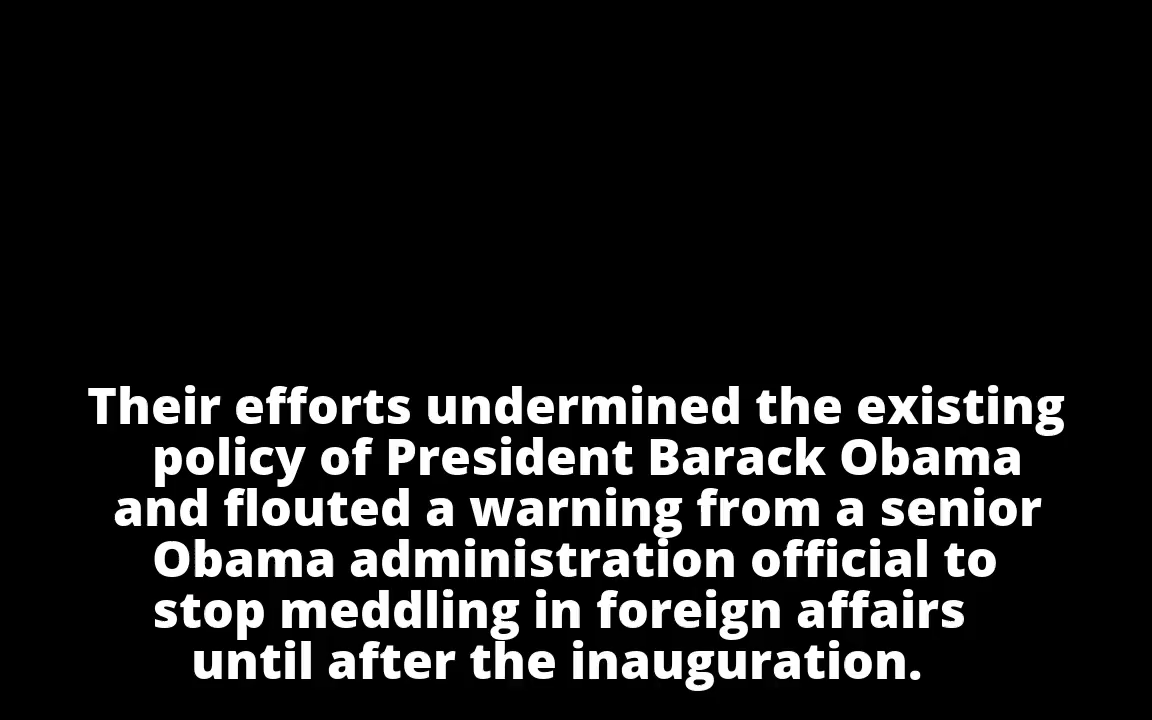 Their efforts undermined the existing
policy of President Barack Obama
and flouted a warning from a senior
Obama administration official to
stop meddling in foreign affairs
until after the inauguration.